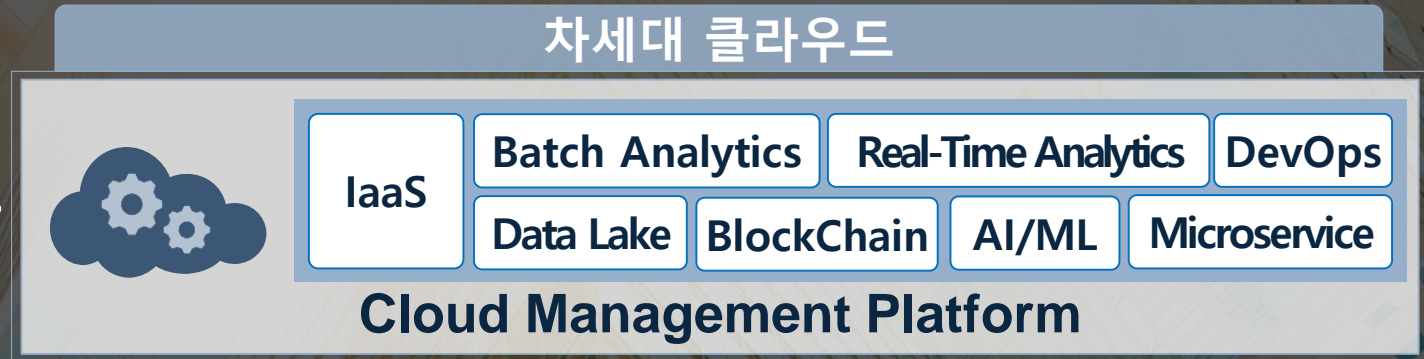 차세대 클라우드
IaaS
Batch Analytics
Real-Time Analytics
DevOps
Data Lake
BlockChain
AI/ML
Microservice
Cloud Management Platform